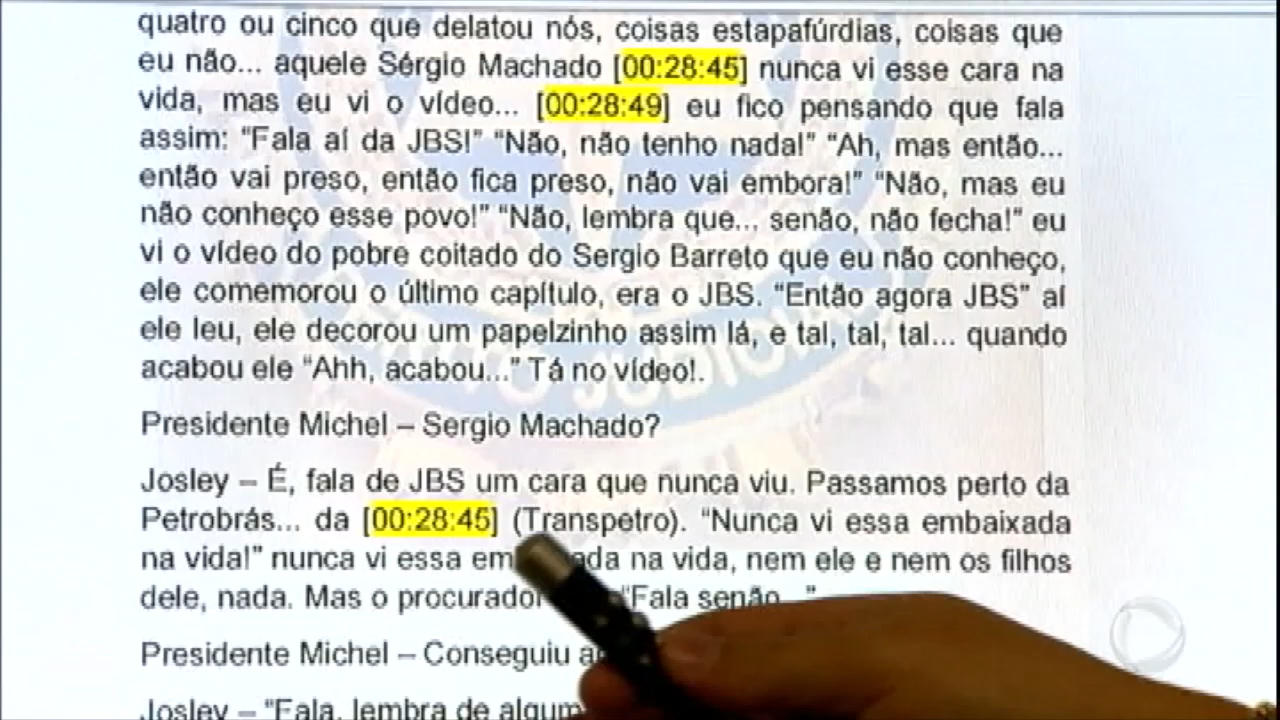 quatro ou cinco que delatou nós, coisas estapafúrdias, coisas que
eu não... aquele Sérgio Machado [00:28:45] nunca vi esse cara na
vida, mas eu vi o vídeo... [00:28:49] eu fico pensando que fala
assim: “Fala aí da JBS!” “Não, não tenho nada!” “Ah, mas então...
então vai preso, então fica preso, não vai embora!” “Não, mas eu
não conheço esse povo!” “Não, lembra que... senão, não fecha!” eu
vi o vídeo do pobre coitado do Sergio Barreto que eu não conheço,
ele comemorou o último capítulo, era o JBS. “Então agora JBS” aí
ele leu, ele decorou um papelzinho assim lá, e tal, tal, tal... quando
acabou ele “Ahh, acabou...” Tá no vídeo!.
Presidente Michel – Sergio Machado?
Josley – É, fala de JBS um cara que nunca viu. Passamos perto da
Petrobrás... da [00:28:45] (Transpetro). “Nunca vi essa embaixada
na vida!” nunca vi essa em ada na vida, nem ele e nem os filhos
dele, nada. Mas o procurador “Fala senão...”
Presidente Michel – Conseguiu
Josley – “Fala, lembra de algum